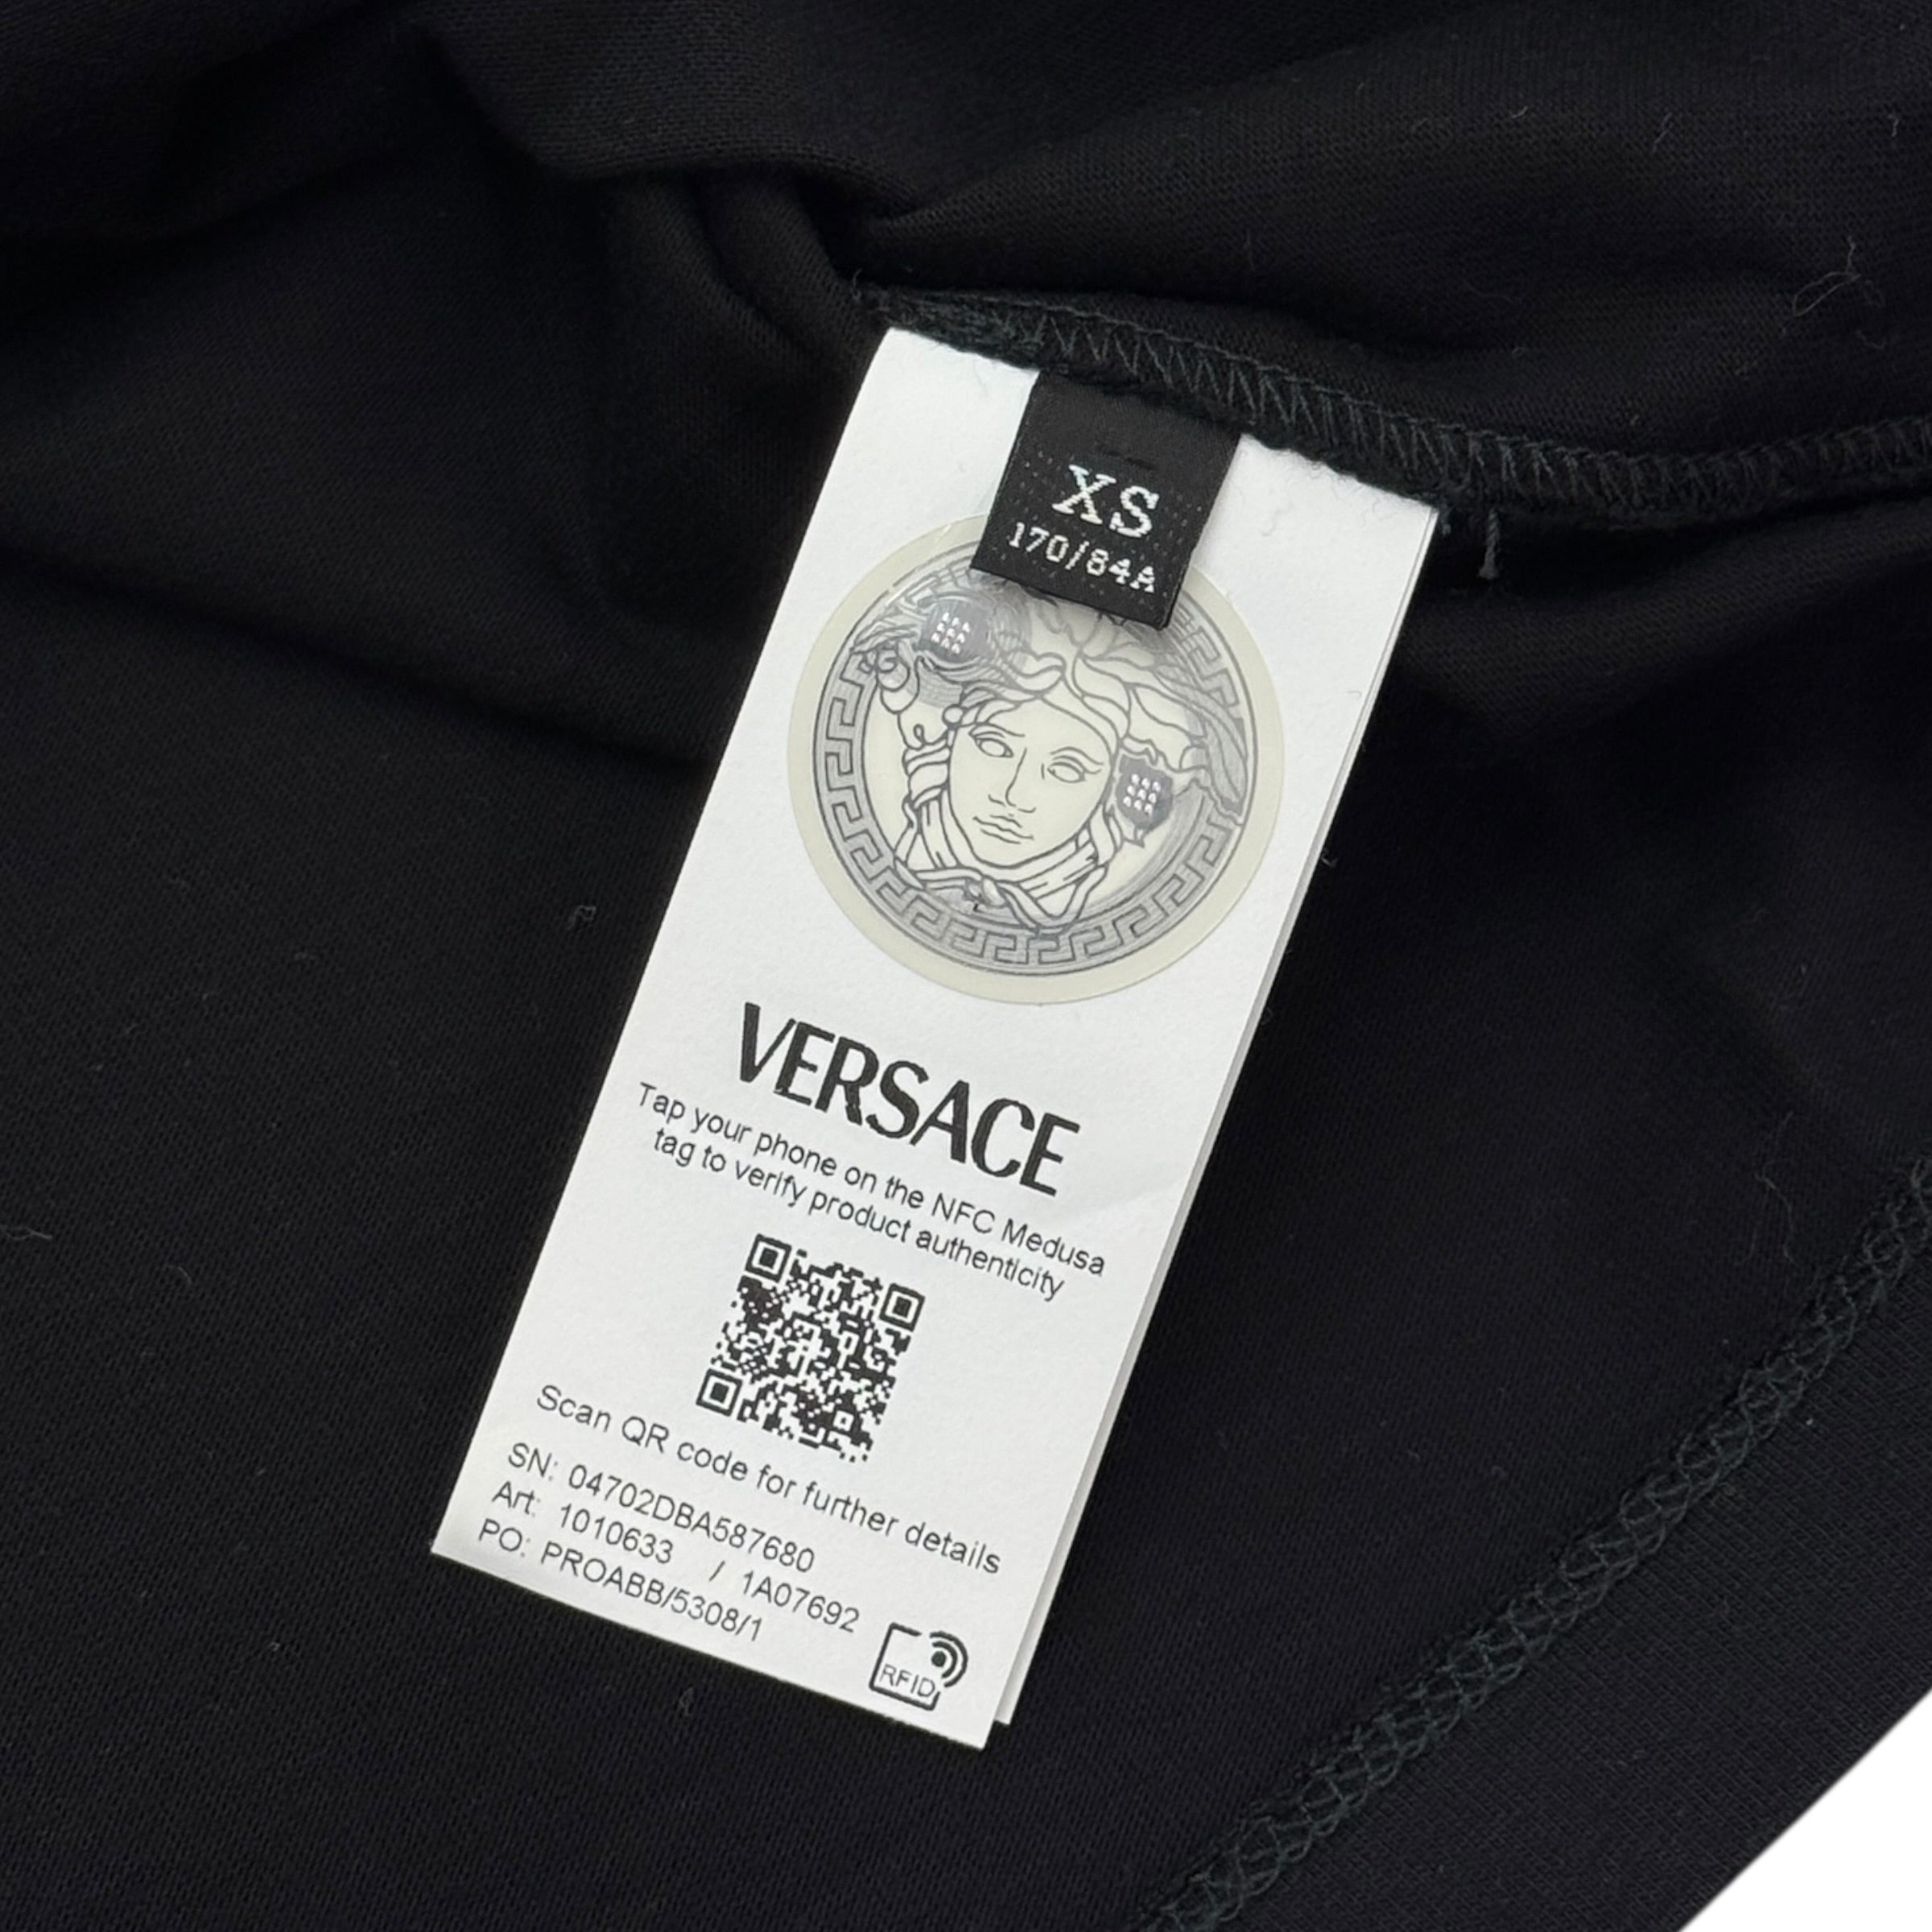 XS
170/84A
VERSACE
Tap your phone on the NFC Medusa
tag to verify product authenticity
Scan QR code for further details
SN: 04702DBA587680
Art: 1010633 / 1A07692
PO: PROABB/5308/1
RFID